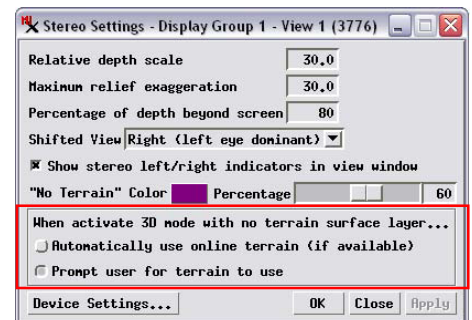 Stereo Settings - Display Group 1 - View 1 (3776)
Relative depth scale 30.0
Maximum relief exaggeration 30.0
Percentage of depth beyond screen 80
Shifted View Right (left eye dominant)
Show stereo left/right indicators in view window
"No Terrain" Color Percentage 60
When activate 3D mode with no terrain surface layer...
Automatically use online terrain (if available)
Prompt user for terrain to use
Device Settings... OK Close Apply